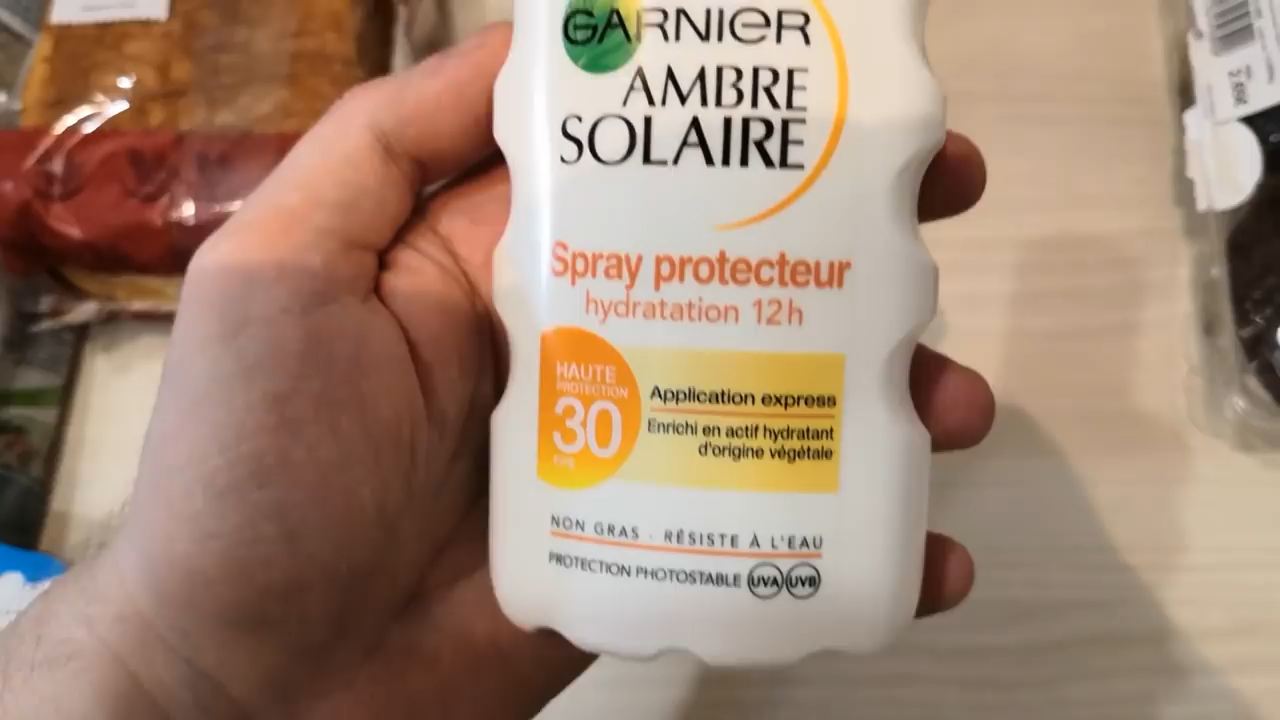 GARNIER
AMBRE
SOLAIRE
Spray protecteur
hydratation 12h
HAUTE
PROTECTION
30
Application express
Enrichi en actif hydratant
d'origine végétale
NON GRAS . RÉSISTE À L'EAU
PROTECTION PHOTOSTABLE UVA UVB